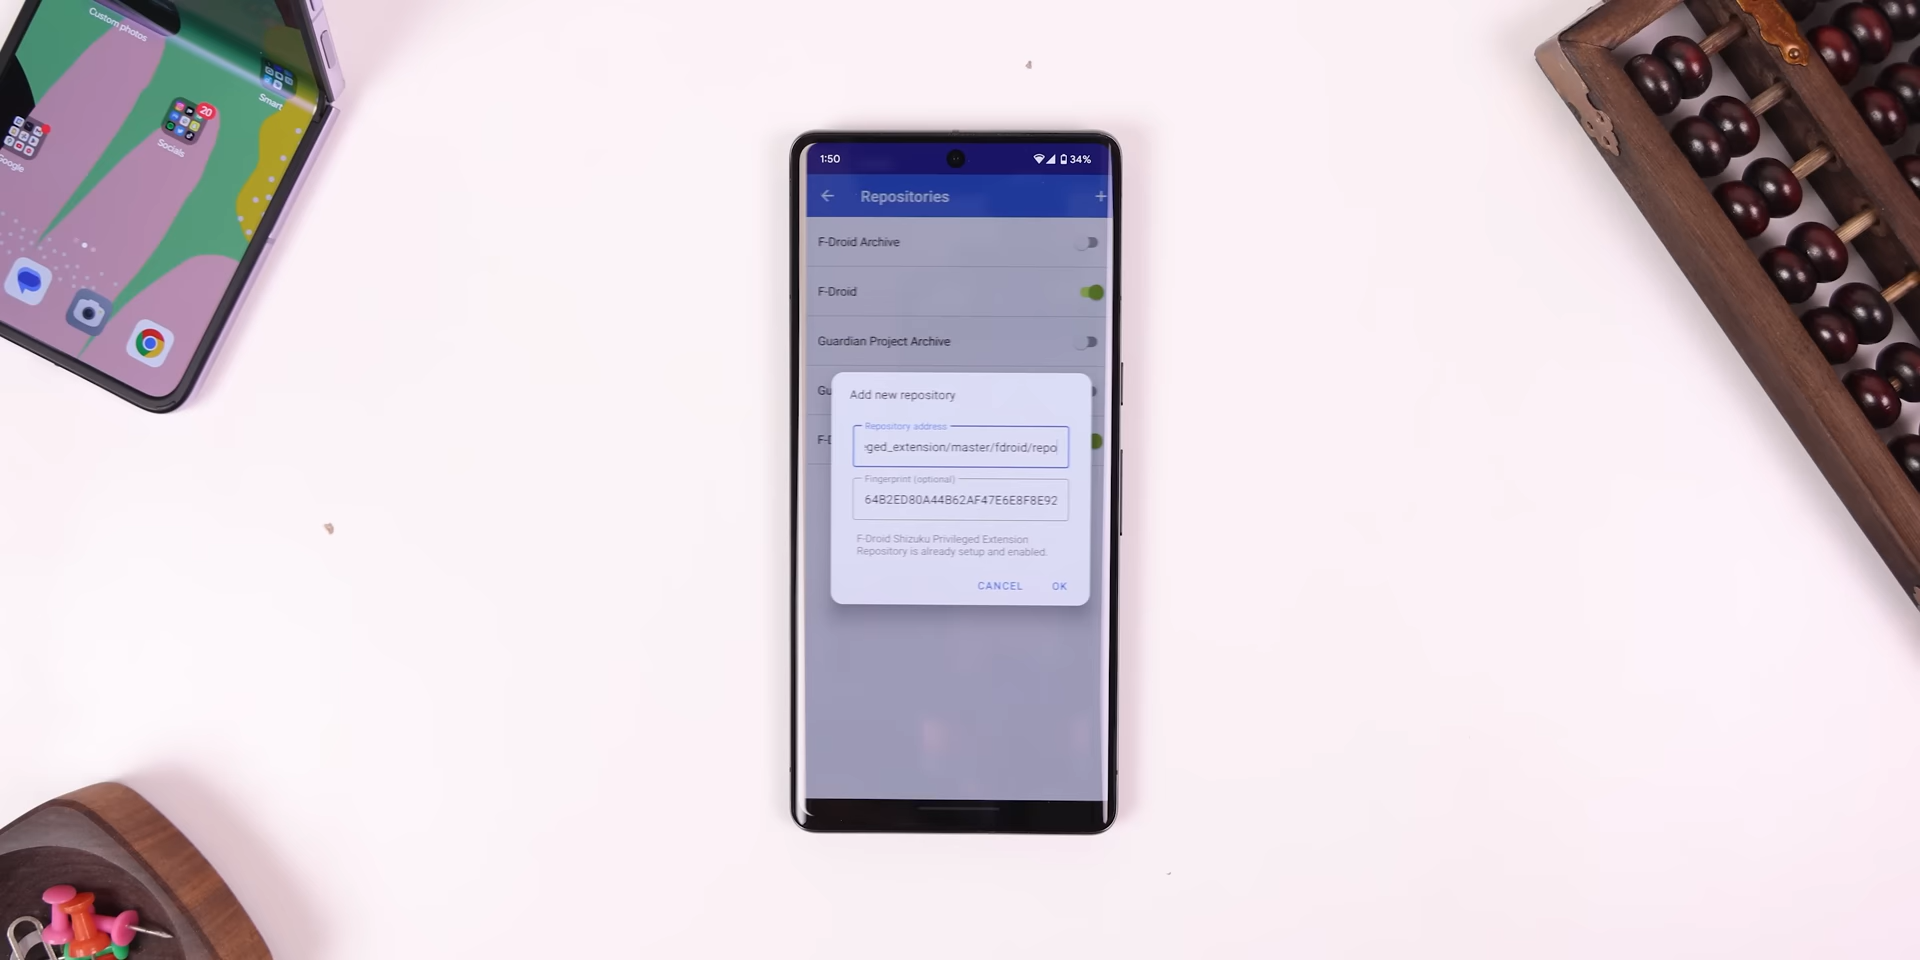 Custom photos
Smart
20
Socials
Google
1:50
34%
Repositories
F-Droid Archive
F-Droid
Guardian Project Archive
Gu
F-D
Add new repository
Repository address
ged_extension/master/fdroid/repo
Fingerprint (optional)
64B2ED80A44B62AF47E6E8F8E92
F-Droid Shizuku Privileged Extension
Repository is already setup and enabled.
CANCEL OK